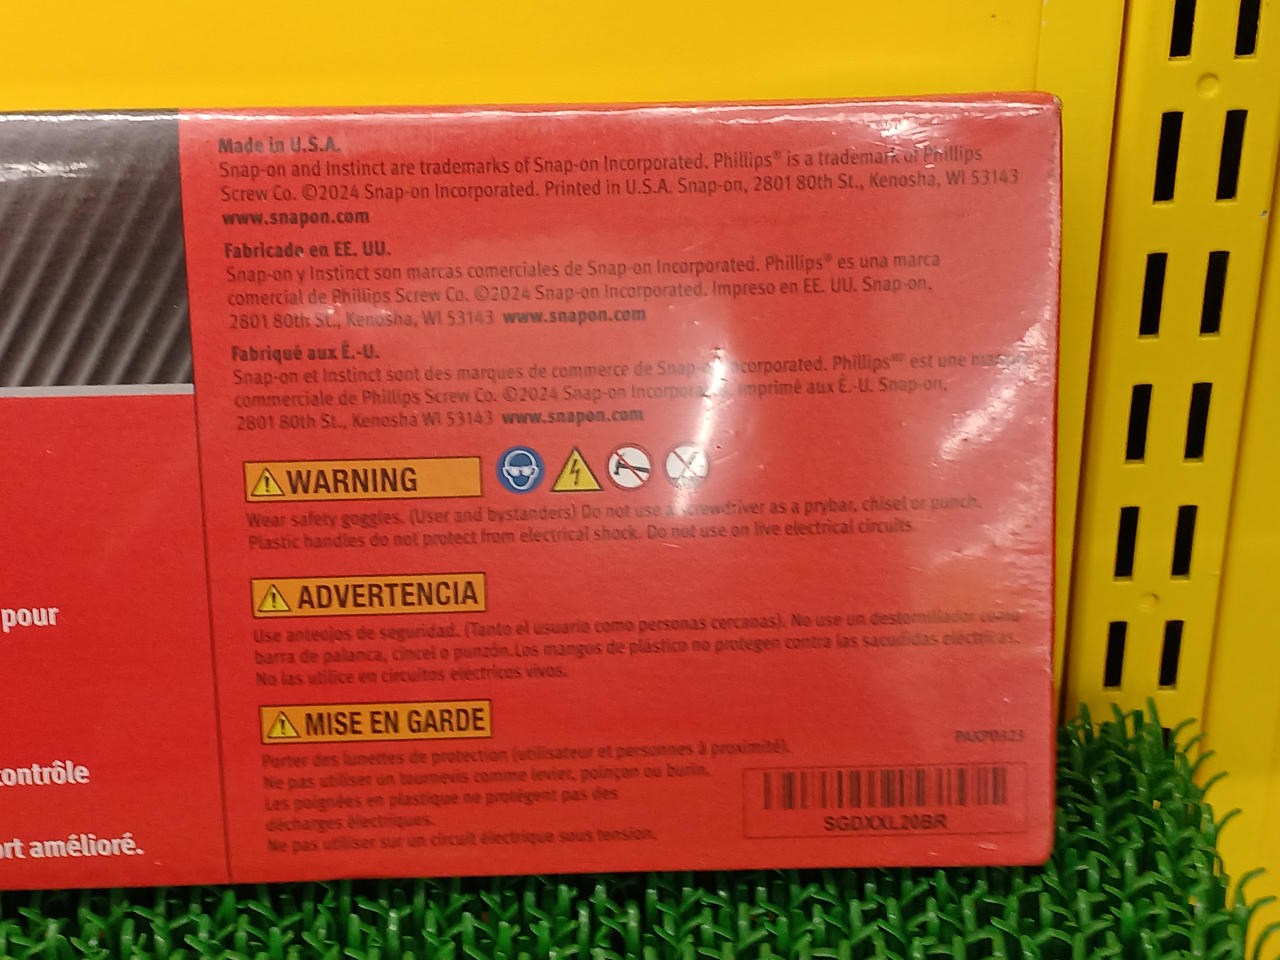 Made in U.S.A.
Snap-on and Instinct are trademarks of Snap-on Incorporated. Phillips® is a trademark of Phillips
Screw Co. ©2024 Snap-on Incorporated. Printed in U.S.A. Snap-on, 2801 80th St., Kenosha, WI 53143
www.snapon.com
Fabricado en EE. UU.
Snap-on y Instinct son marcas comerciales de Snap-on Incorporated. Phillips® es una marca
comercial de Phillips Screw Co. ©2024 Snap-on Incorporated. Impreso en EE. UU. Snap-on,
2801 80th St., Kenosha, WI 53143 www.snapon.com
Fabriqué aux É.-U.
Snap-on et Instinct sont des marques de commerce de Snap-on Incorporated. Phillips est une
commerciale de Phillips Screw Co. ©2024 Snap-on Incorporated. Imprimé aux É.-U. Snap-on,
2801 80th St., Kenosha WI 53143 www.snapon.com
WARNING
Wear safety goggles. (User and bystanders) Do not use a screwdriver as a prybar, chisel or punch.
Plastic handles do not protect from electrical shock. Do not use on live electrical circuits.
ADVERTENCIA
Use anteojos de seguridad. (Tanto el usuario como personas cercanas). No use un destornillador como
barra de palanca, cincel o punzón. Los mangos de plástico no protegen contra las sacudidas eléctricas.
No las utilice en circuitos eléctricos vivos.
MISE EN GARDE
Porter des lunettes de protection (utilisateur et personnes à proximité).
Ne pas utiliser un tournevis comme levier, poinçon ou burin.
Les poignées en plastique ne protègent pas des
décharges électriques.
Ne pas utiliser sur un circuit électrique sous tension.
SGDXXL20BR
pour
ontrôle
ort amélioré.